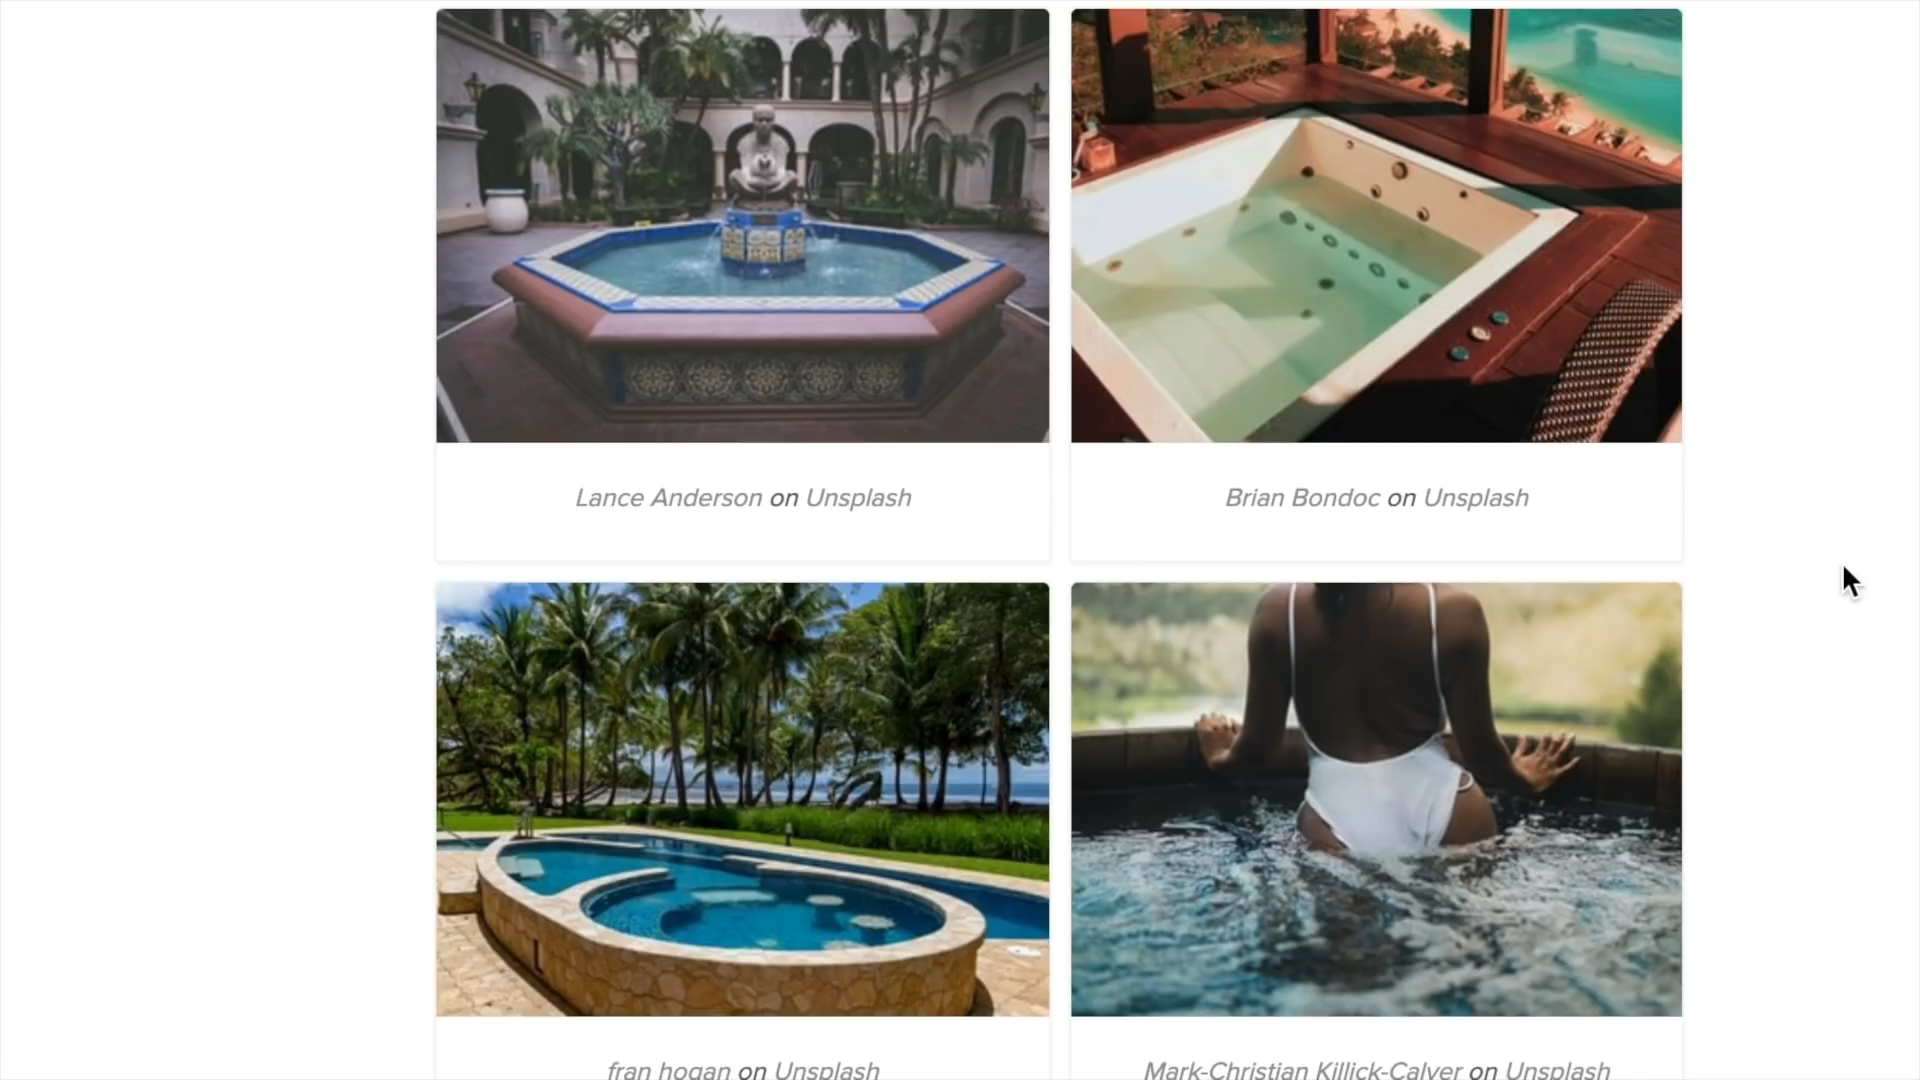 Lance Anderson on Unsplash
Brian Bondoc on Unsplash
fran hogan on Unsplash
Mark-Christian Killick-Calver on Unsplash